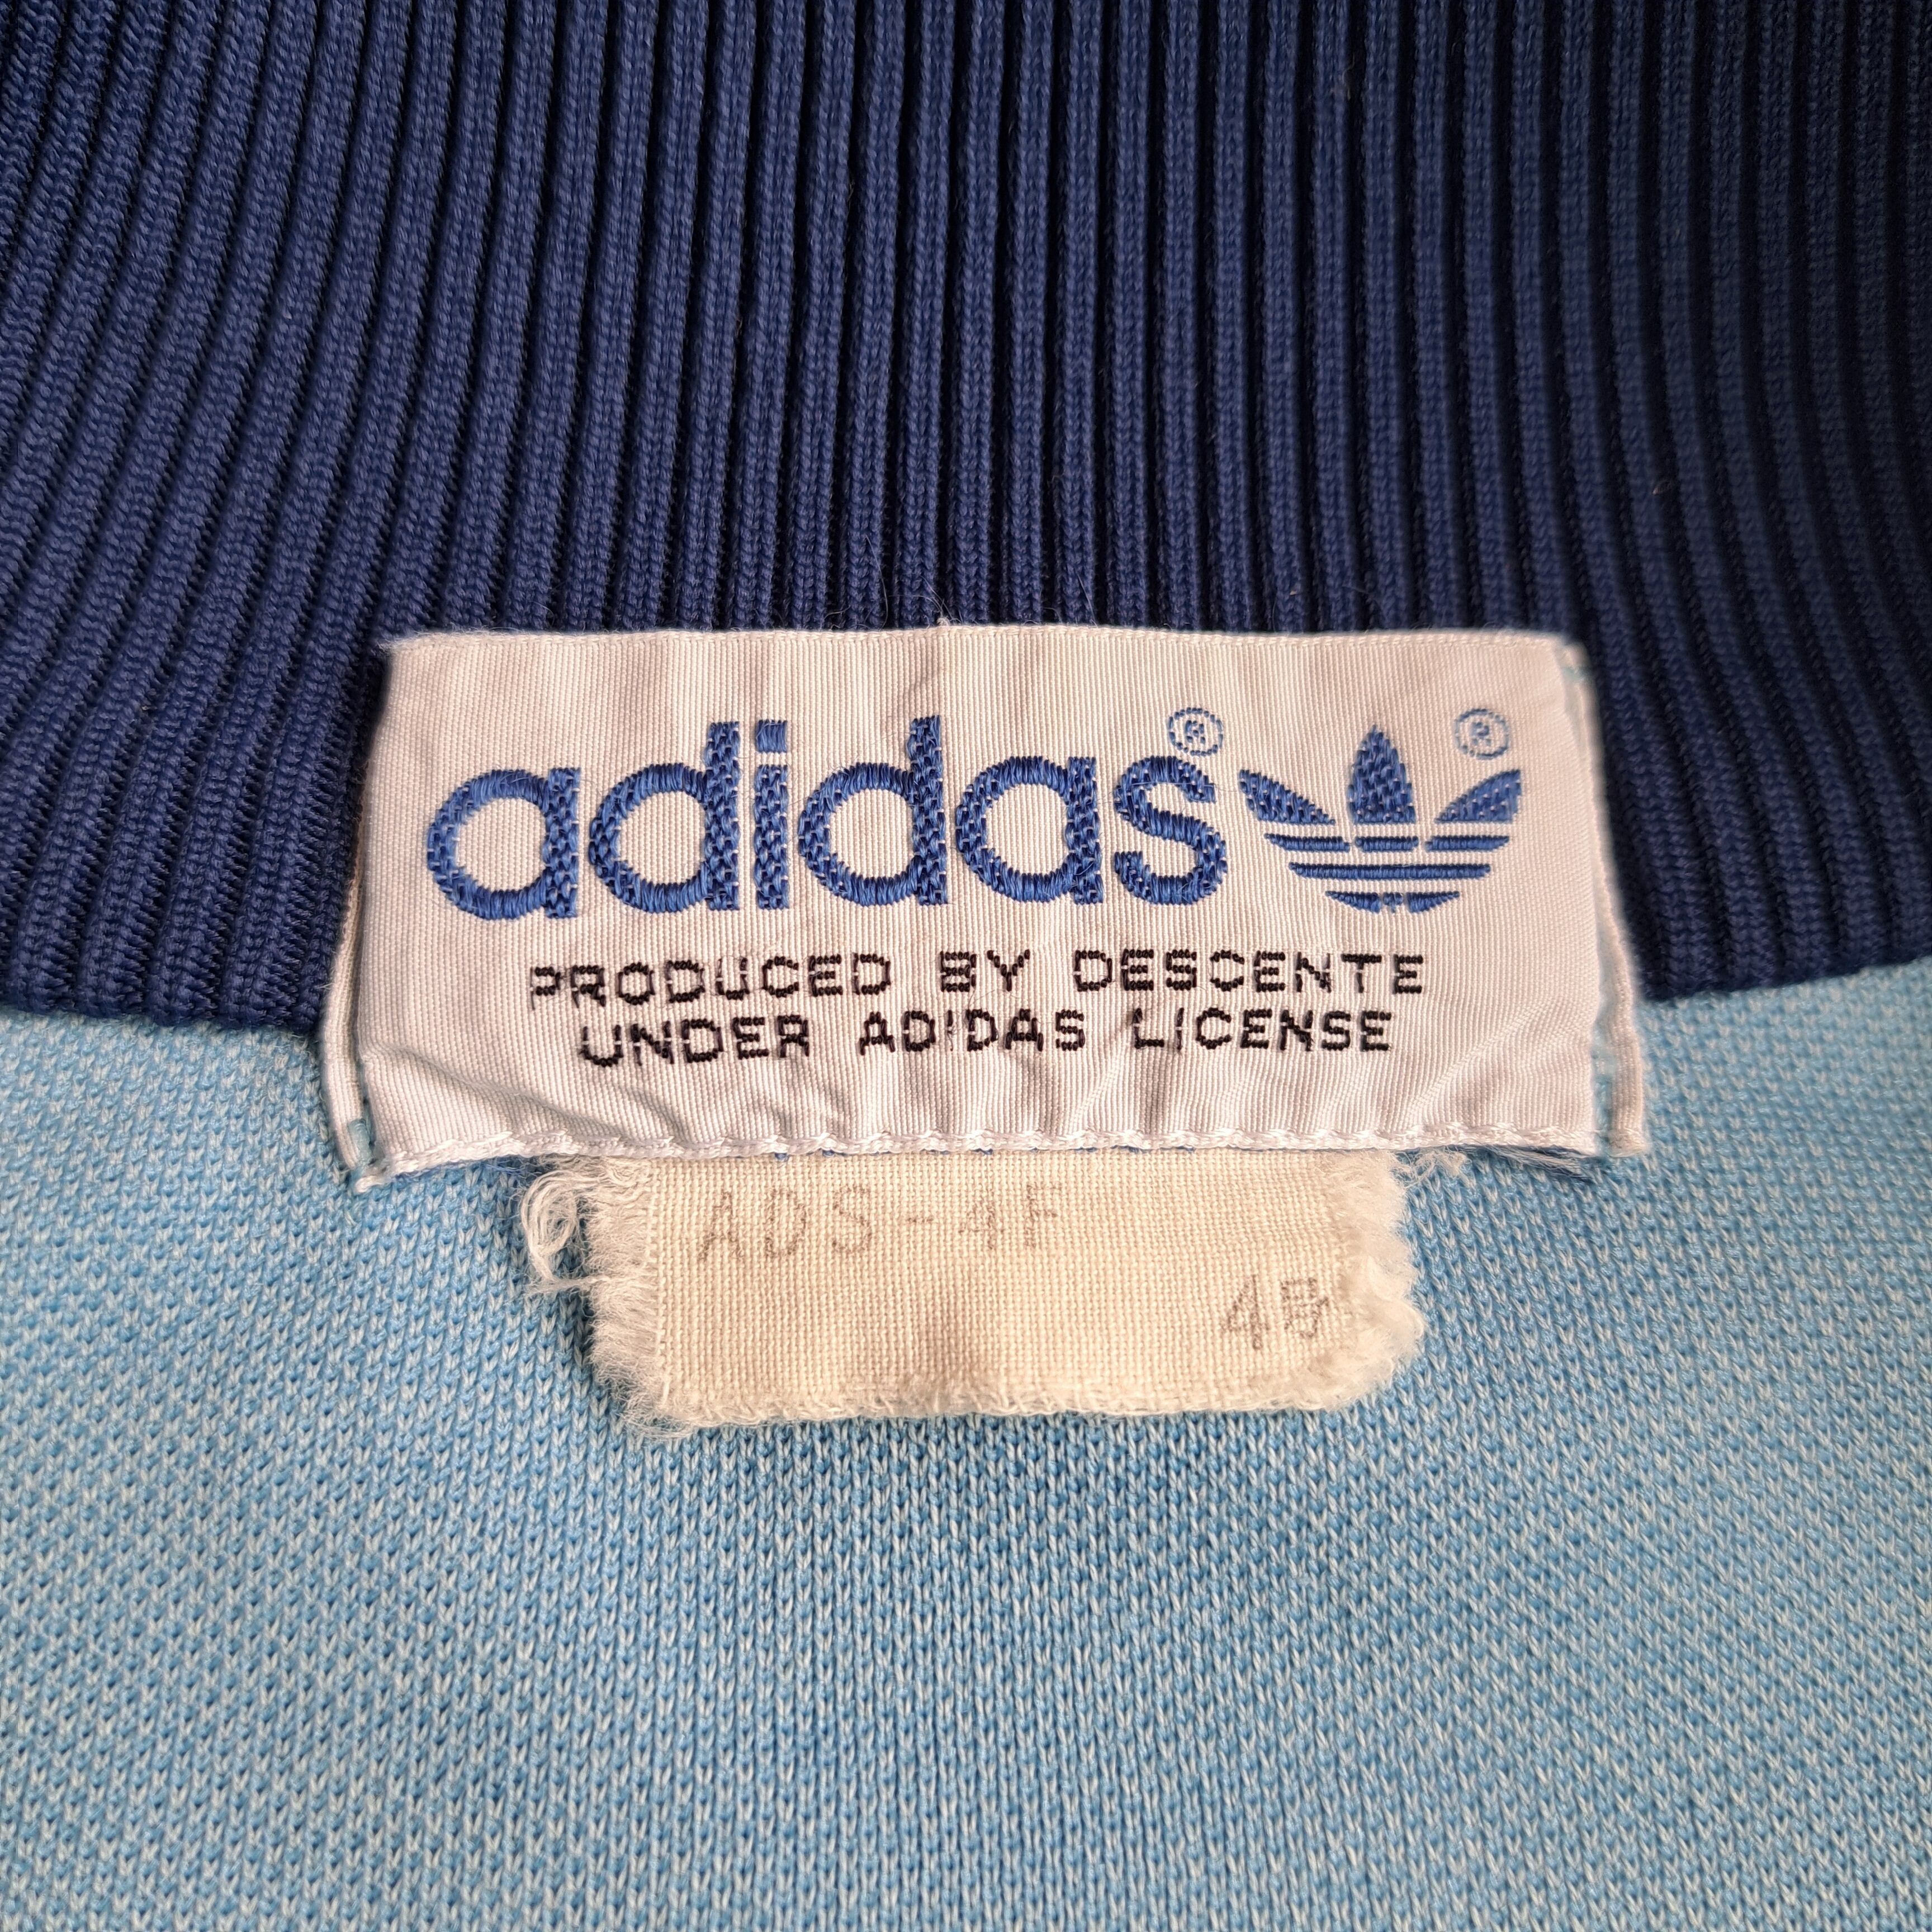 adidas® ®
PRODUCED BY DESCENTE
UNDER ADIDAS LICENSE
ADS-4F
4号